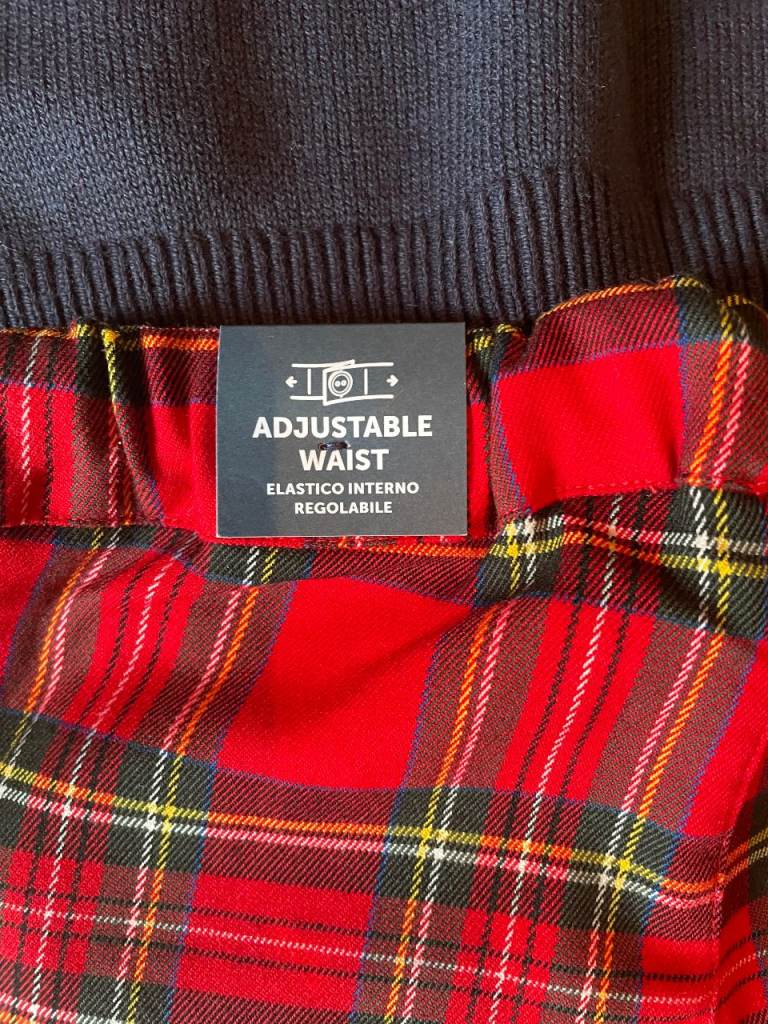 ADJUSTABLE
WAIST
ELASTICO INTERNO
REGOLABILE